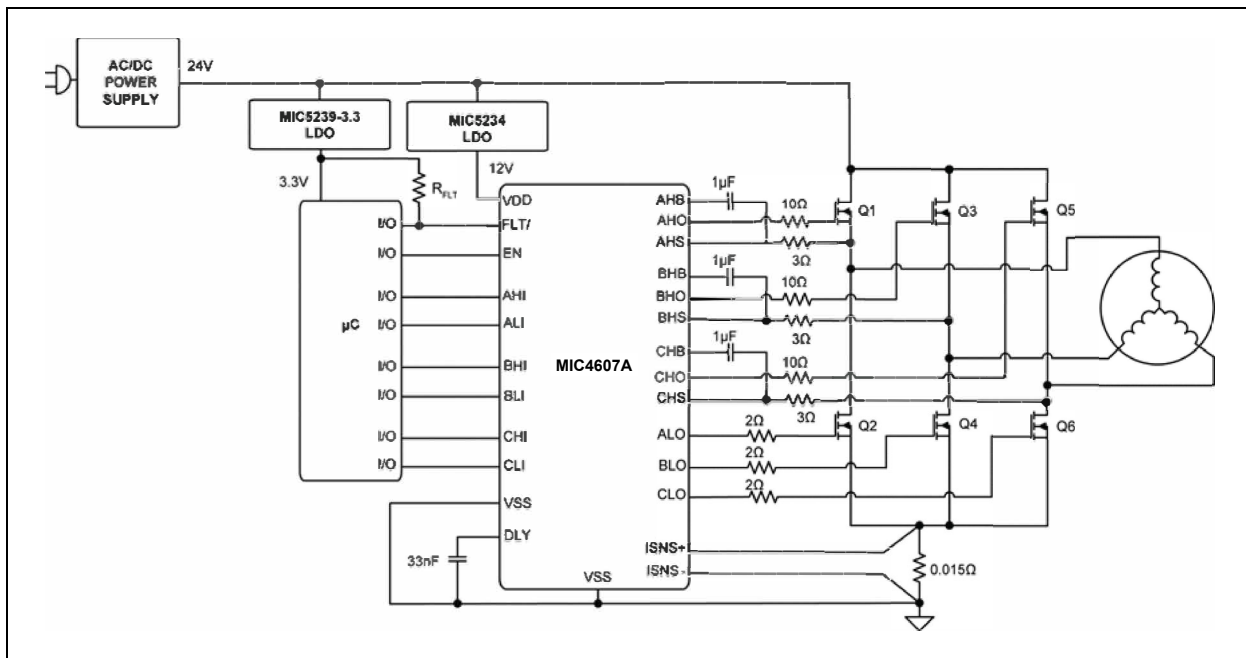 AC/DC
POWER
SUPPLY
24V
MIC5239-3.3
LDO
MIC5234
LDO
3.3V
RFLT
12V
µC
I/O
I/O
I/O
I/O
I/O
I/O
I/O
I/O
MIC4607A
VDD
FLT/
EN
AHI
ALI
BHI
BLI
CHI
CLI
VSS
DLY
VSS
33nF
AHB
AHO
AHS
BHB
BHO
BHS
CHB
CHO
CHS
ALO
BLO
CLO
ISNS+
ISNS-
1µF
10Ω
3Ω
1µF
10Ω
3Ω
1µF
10Ω
3Ω
2Ω
2Ω
2Ω
Q1
Q3
Q5
Q2
Q4
Q6
0.015Ω